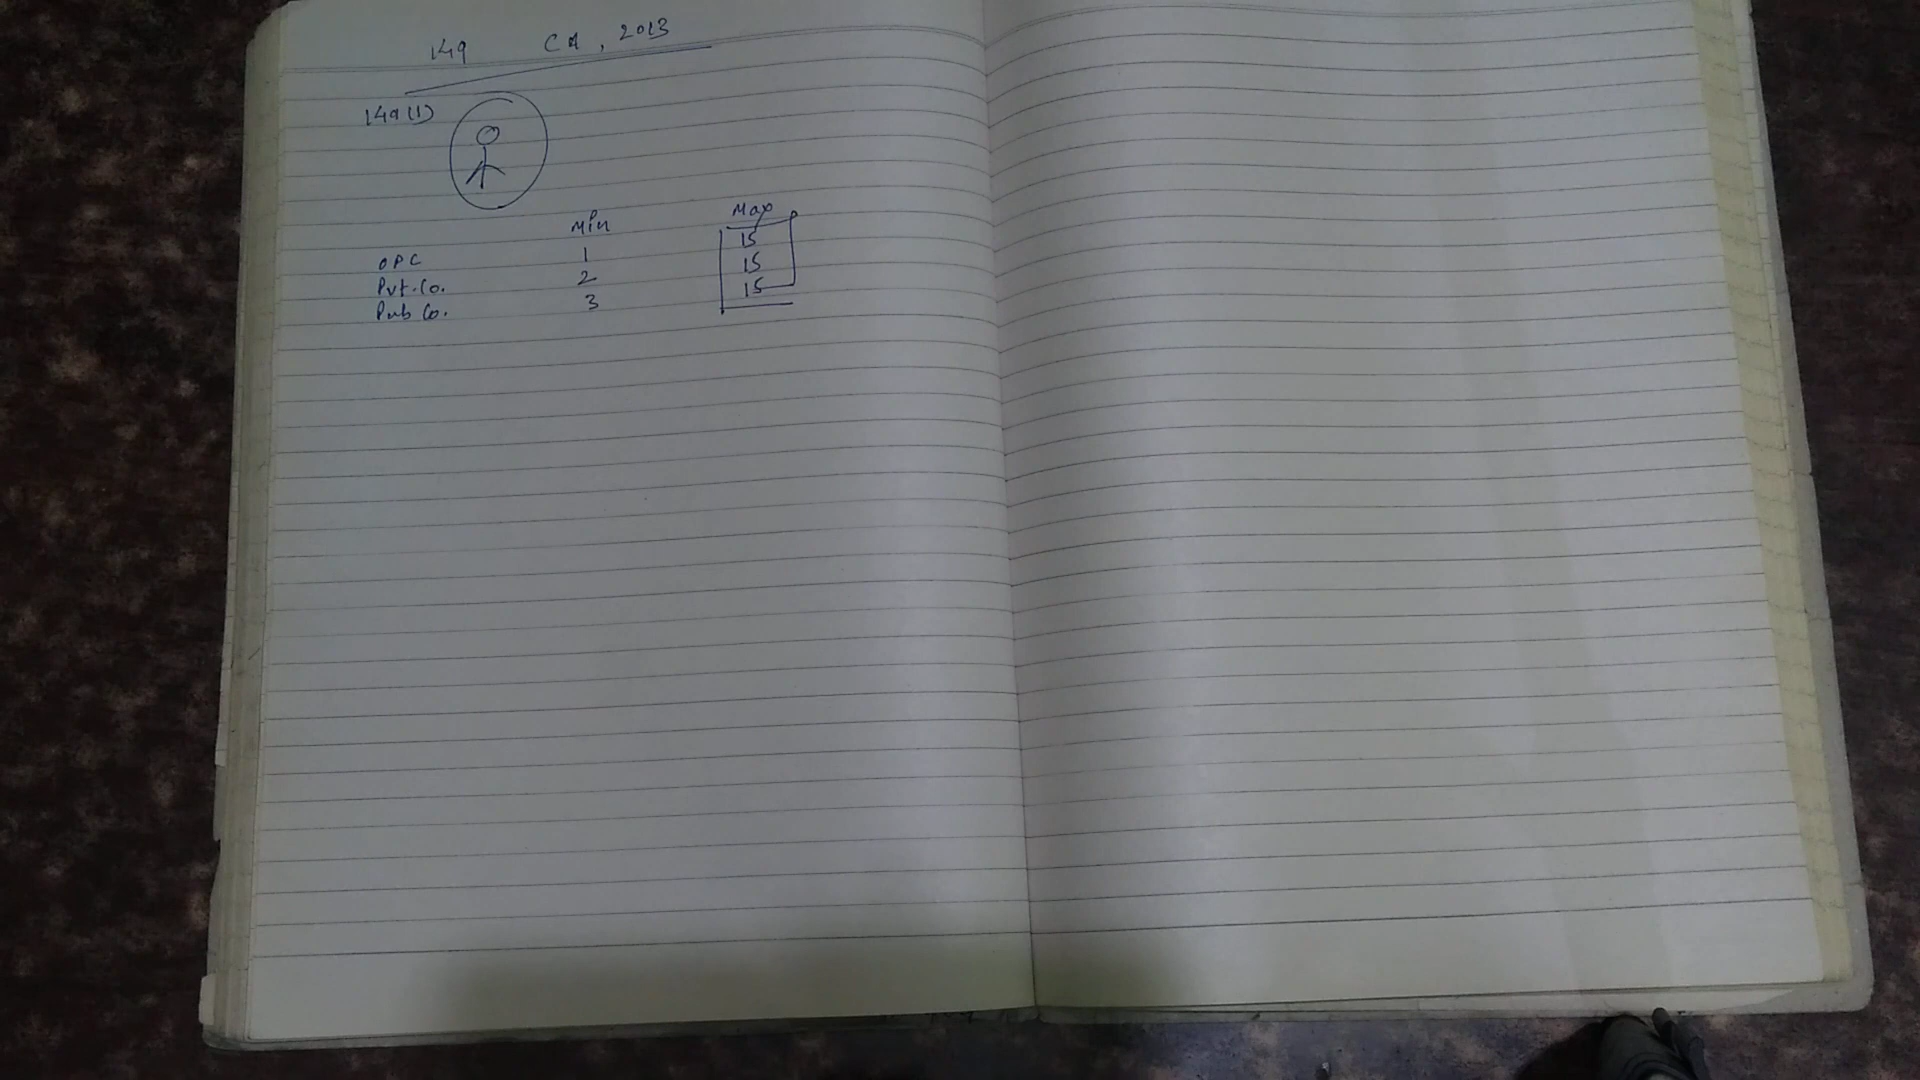 149 CA, 2013
149(1)
Min Max
15
OPC 1 15
Pvt. Co. 2 15
Pub Co. 3